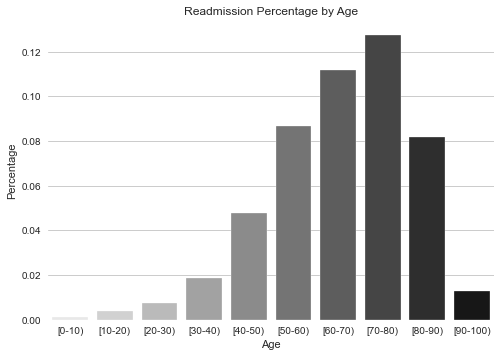 Readmission Percentage by Age
Percentage
0.12
0.10
0.08
0.06
0.04
0.02
0.00
[0-10) [10-20) [20-30) [30-40) [40-50) [50-60) [60-70) [70-80) [80-90) [90-100)
Age